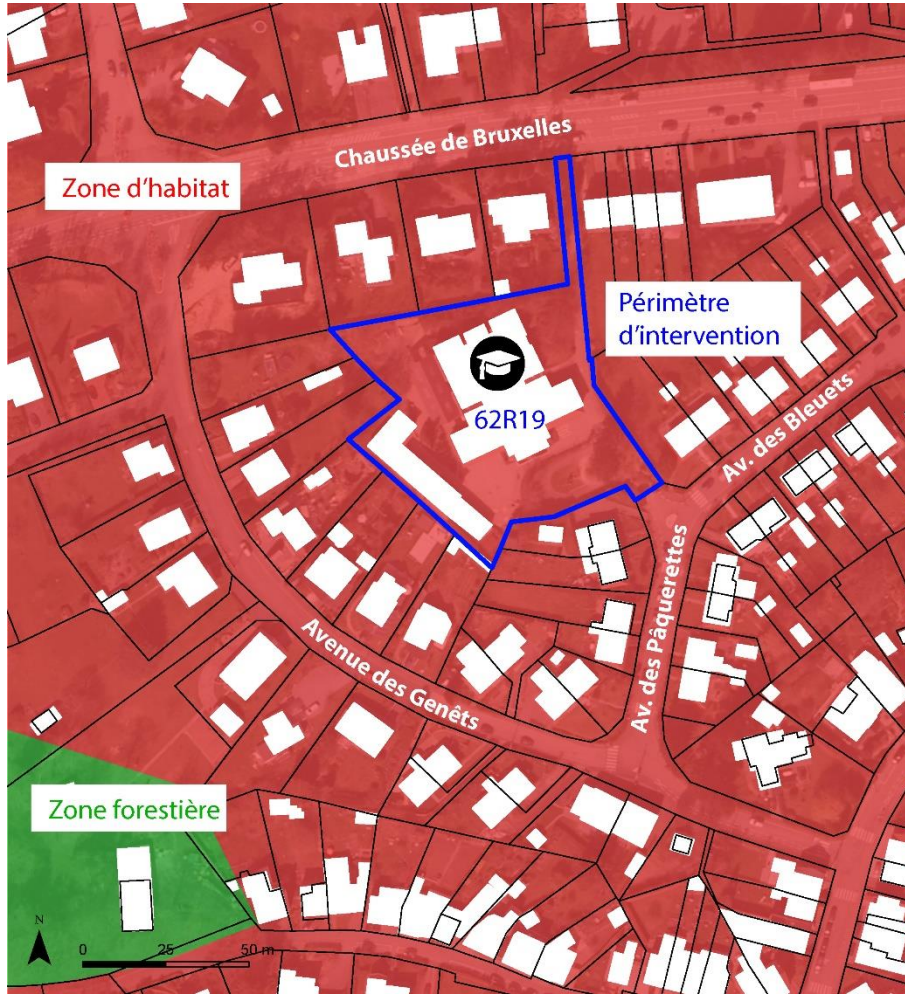 Chaussée de Bruxelles
Zone d'habitat
Périmètre
d'intervention
62R19
Av. des Bleuets
Av. des Pâquerettes
Avenue des Genêts
Zone forestière
N
0 25 50 m